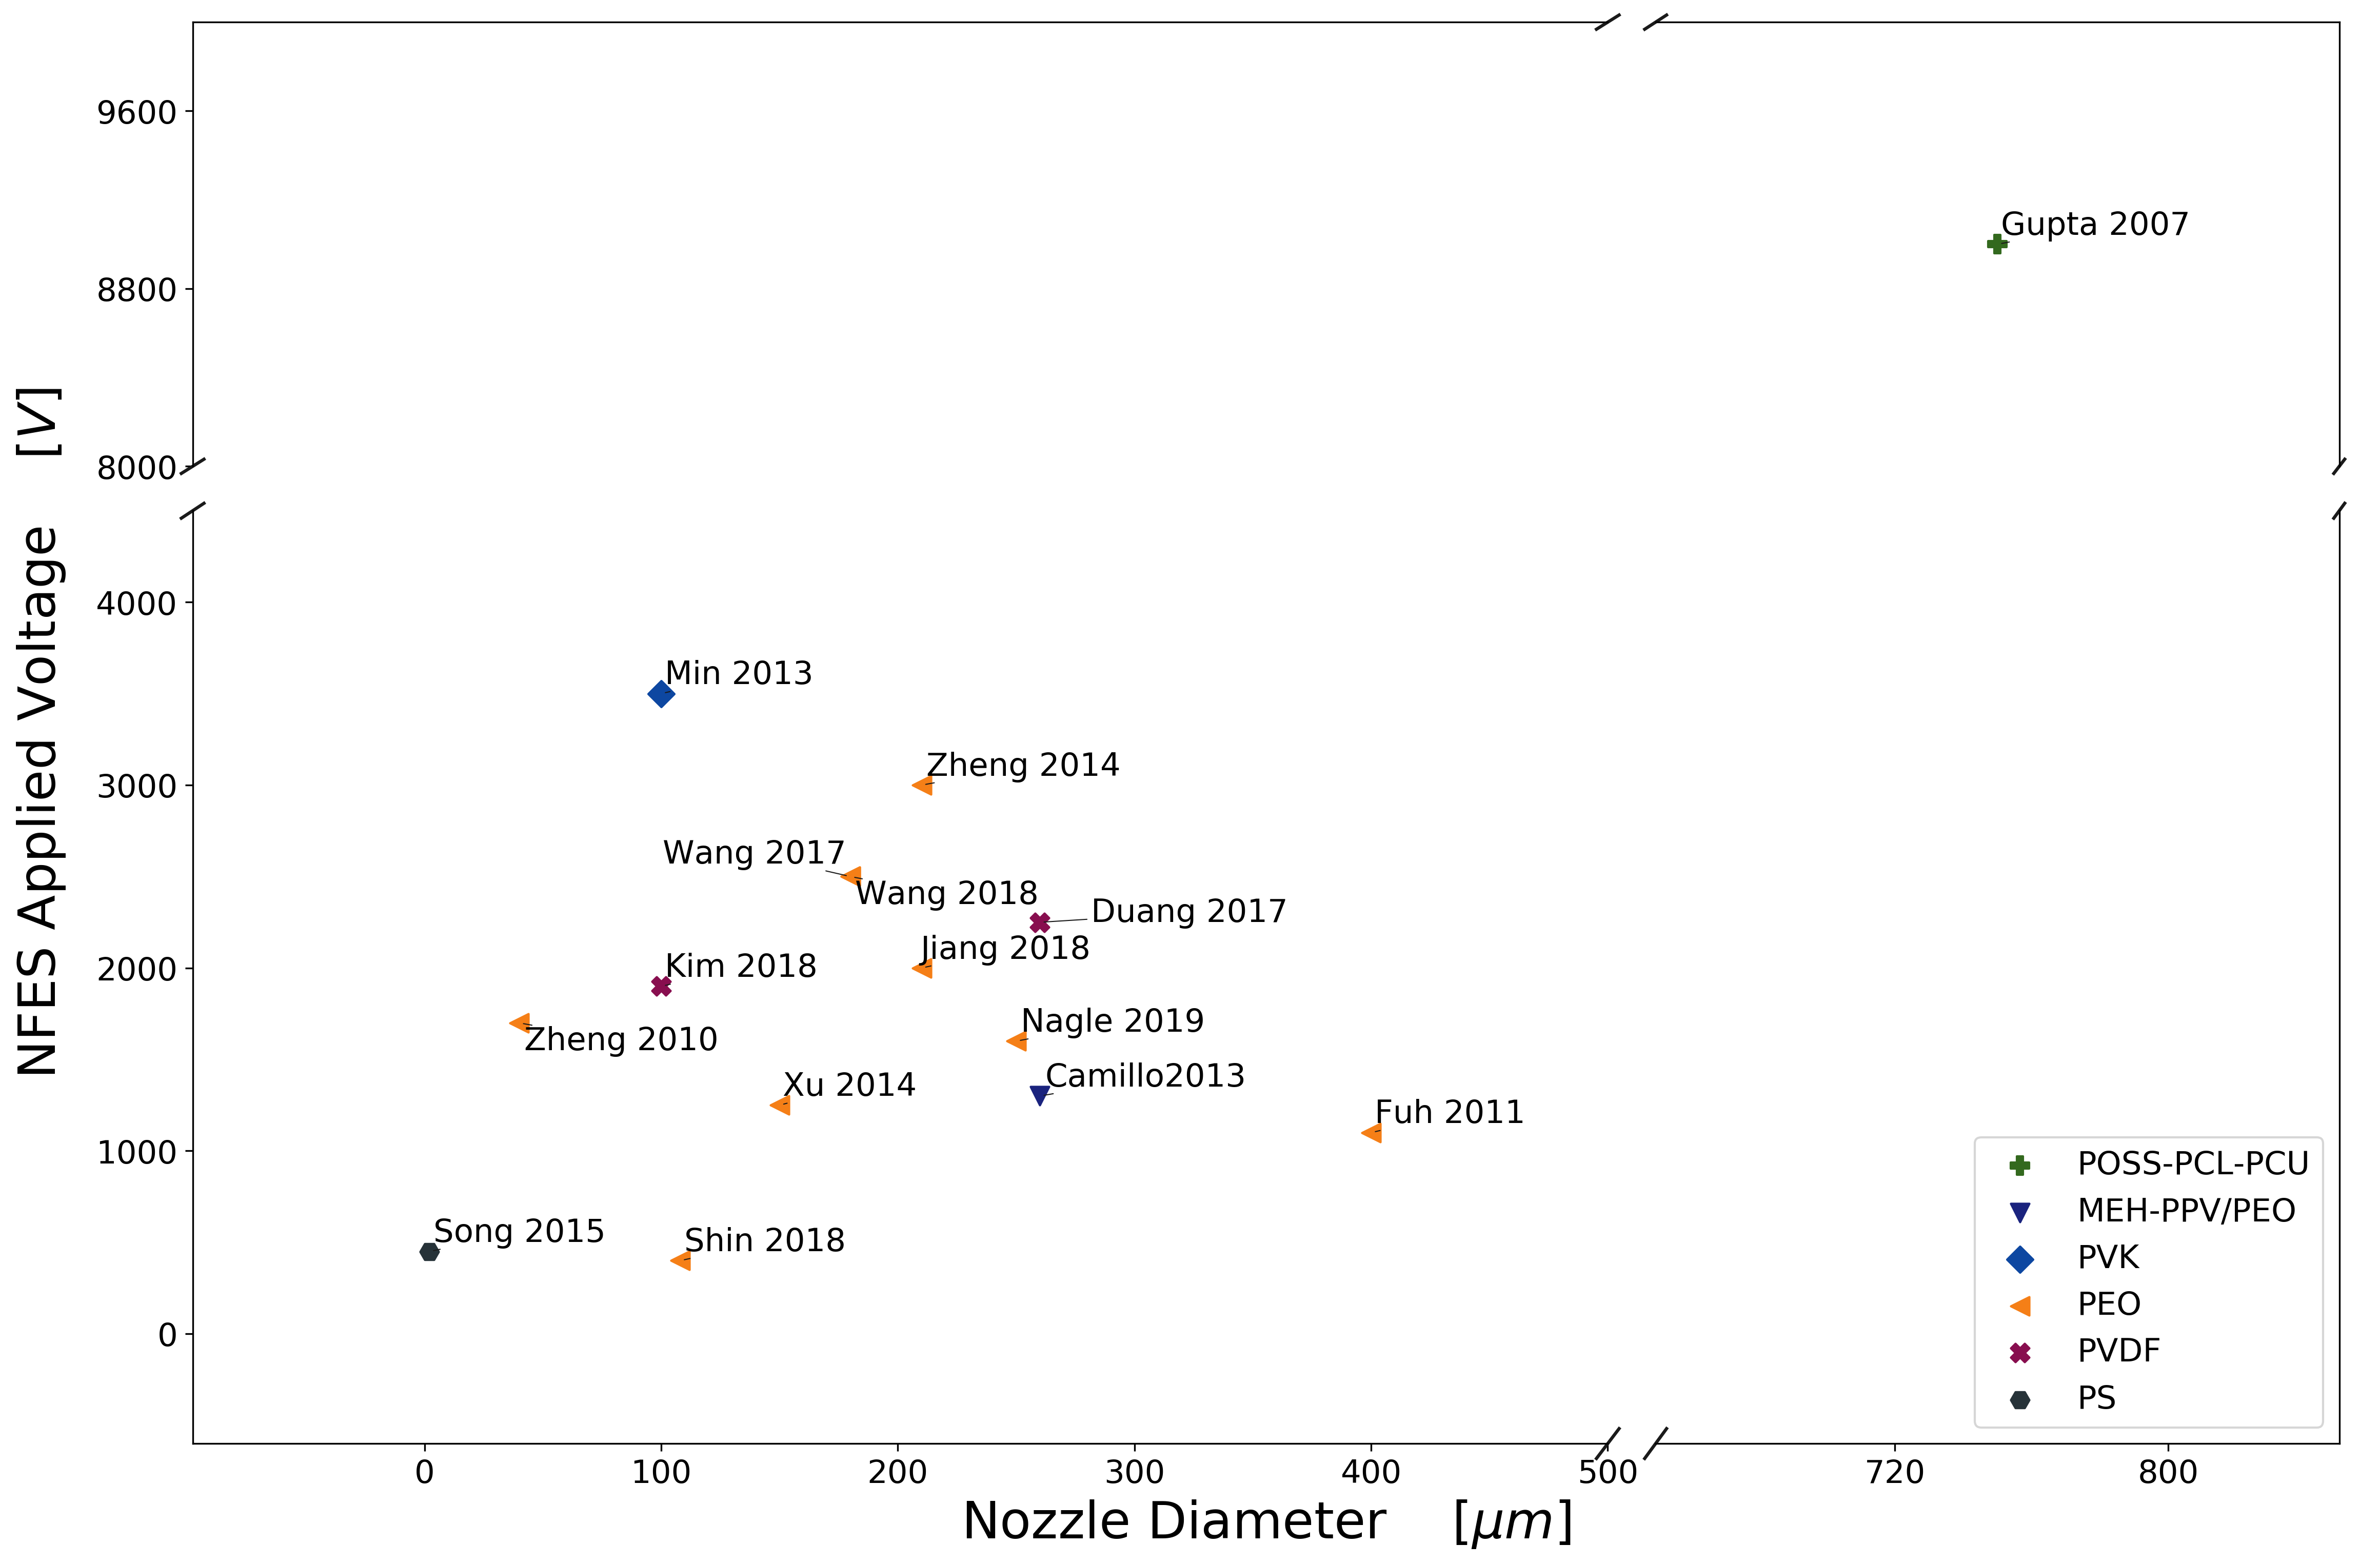 9600
8800
8000
4000
3000
2000
1000
0
NFES Applied Voltage [V]
Gupta 2007
Min 2013
Zheng 2014
Wang 2017
Wang 2018
Duang 2017
Jiang 2018
Kim 2018
Zheng 2010
Nagle 2019
Camillo2013
Xu 2014
Fuh 2011
Song 2015
Shin 2018
POSS-PCL-PCU
MEH-PPV/PEO
PVK
PEO
PVDF
PS
0 100 200 300 400 500 720 800
Nozzle Diameter [μm]